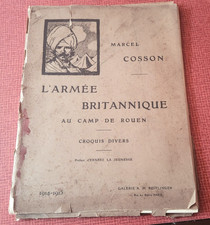 MARCEL
COSSON.
L'ARMÉE
BRITANNIQUE
AU CAMP DE ROUEN
CROQUIS DIVERS
1914-1915